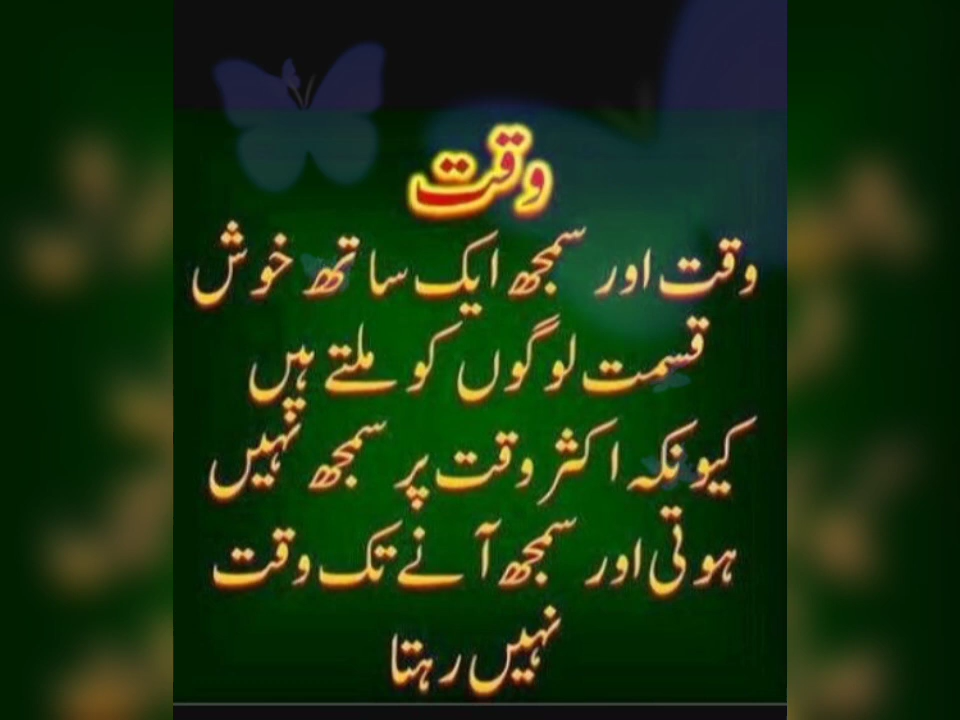 وقت
وقت اور سمجھ ایک ساتھ خوش
قسمت لوگوں کو ملتے ہیں
کیونکہ اکثر وقت پر سمجھ نہیں
ہوتی اور سمجھ آنے تک وقت
نہیں رہتا